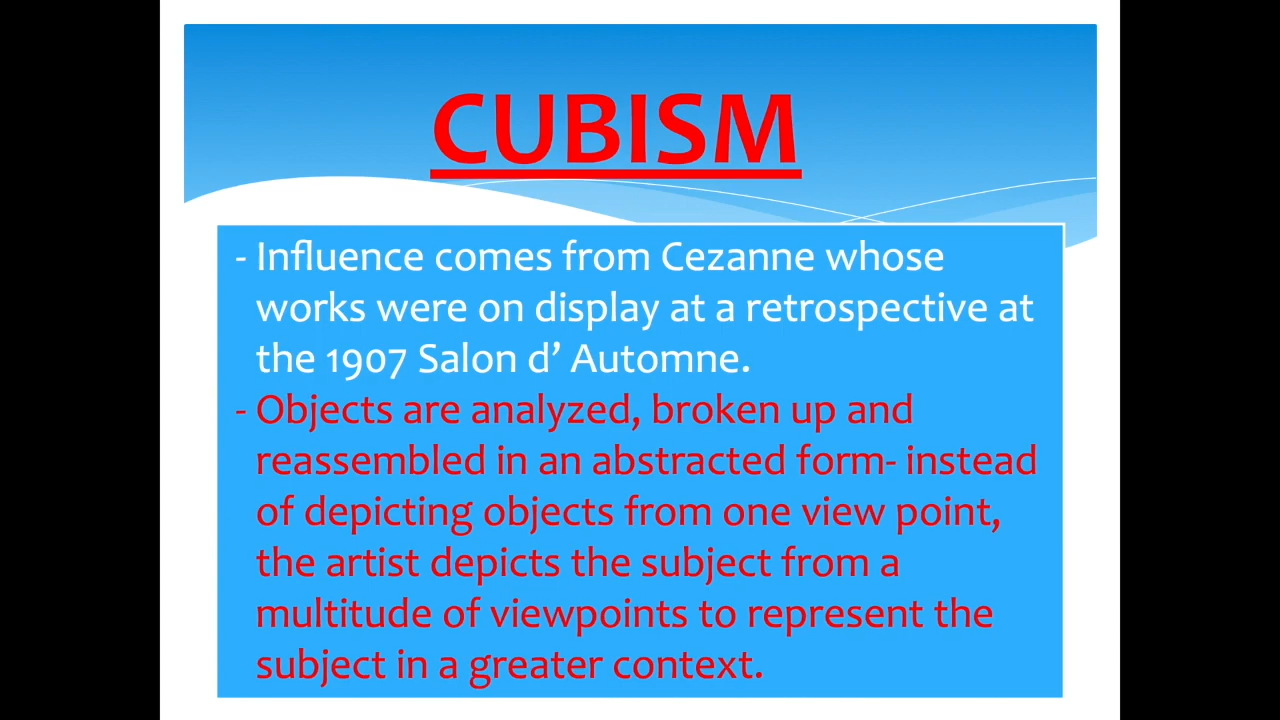 CUBISM
- Influence comes from Cezanne whose
works were on display at a retrospective at
the 1907 Salon d’ Automne.
- Objects are analyzed, broken up and
reassembled in an abstracted form- instead
of depicting objects from one view point,
the artist depicts the subject from a
multitude of viewpoints to represent the
subject in a greater context.